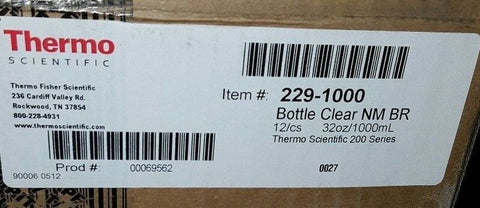 Thermo
SCIENTIFIC
Thermo Fisher Scientific
236 Cardiff Valley Rd.
Rockwood, TN 37854
800-228-4931
www.thermoscientific.com
Item #: 229-1000
Bottle Clear NM BR
12/cs 32oz/1000mL
Thermo Scientific 200 Series
Prod #: 00069562
0027
90006 0512